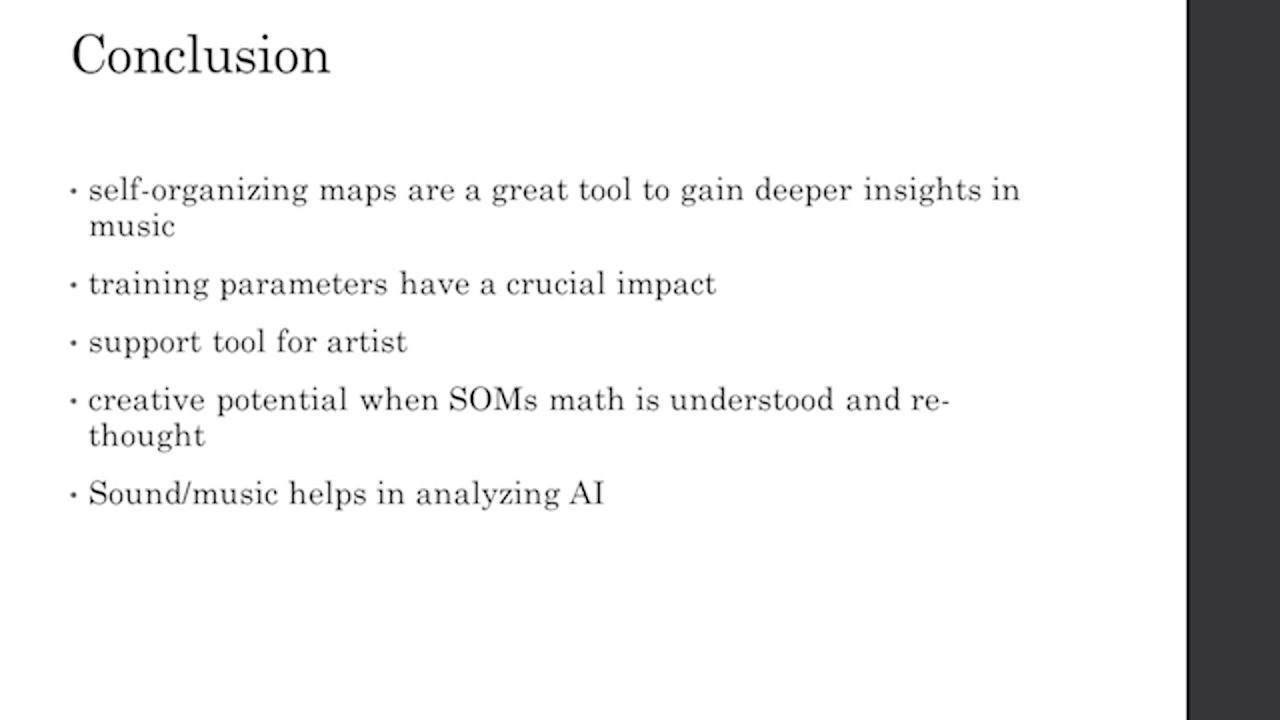 Conclusion
• self-organizing maps are a great tool to gain deeper insights in
music
• training parameters have a crucial impact
• support tool for artist
• creative potential when SOMs math is understood and re-
thought
• Sound/music helps in analyzing AI